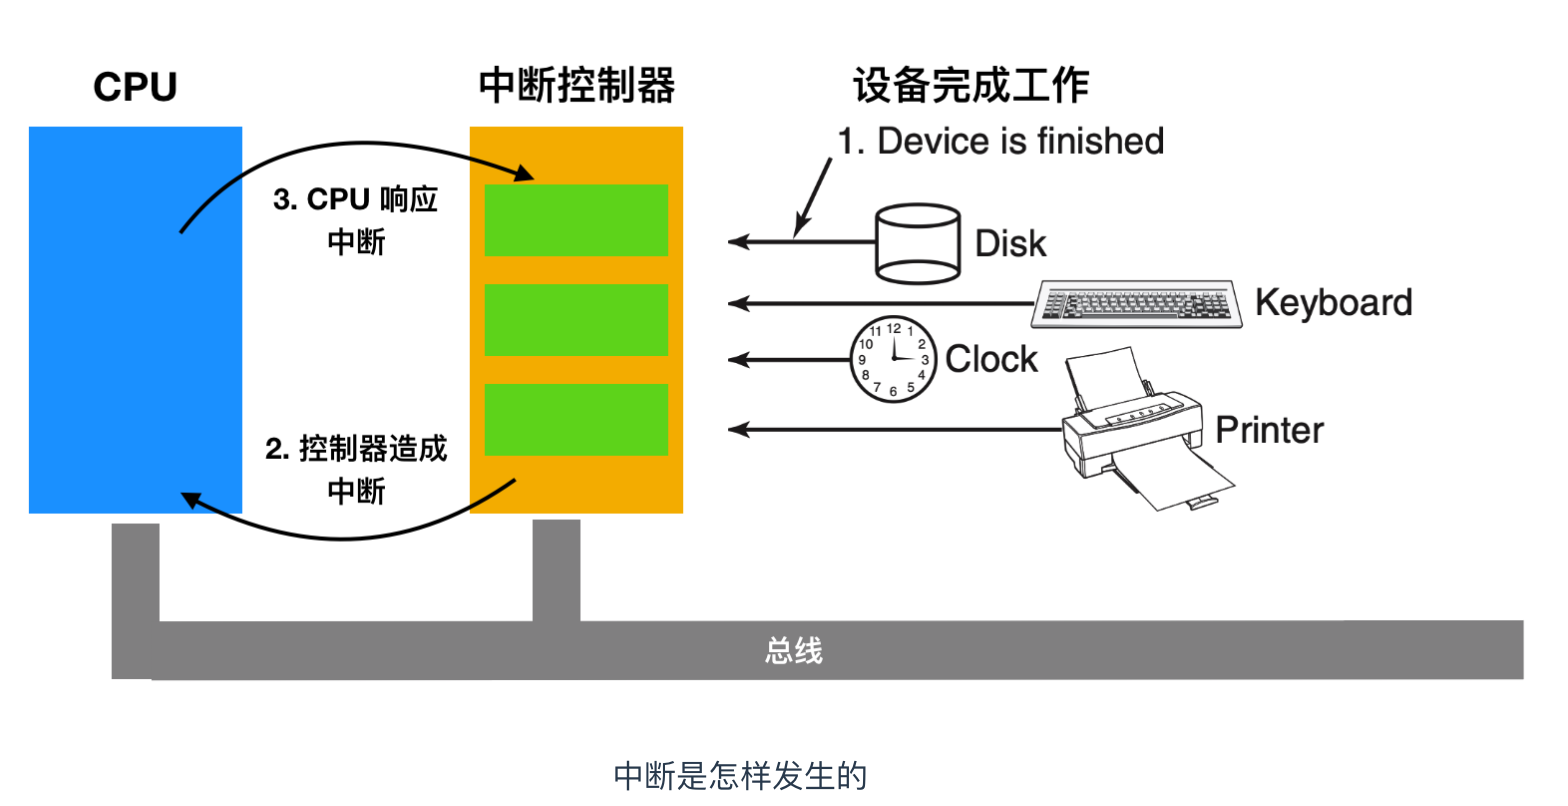 CPU
中断控制器
设备完成工作
1. Device is finished
3. CPU 响应
中断
Disk
Keyboard
11 12 1
10 2
9 3
8 4
7 6 5
Clock
Printer
2. 控制器造成
中断
总线
中断是怎样发生的